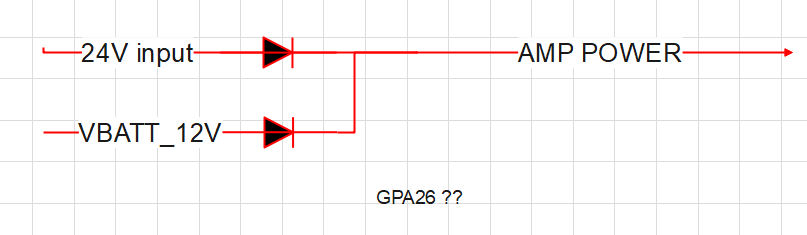 24V input
AMP POWER
VBATT_12V
GPA26 ??